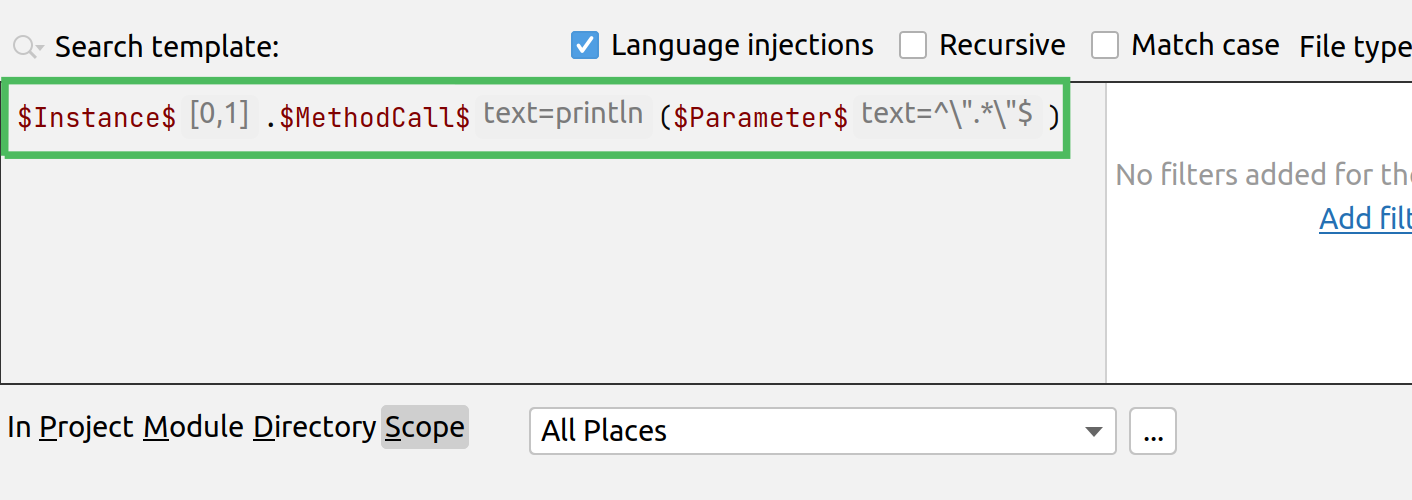 Search template: Language injections Recursive Match case File type
$Instance$ [0,1] .$MethodCall$ text=println ($Parameter$ text=^\".*\"$ )
No filters added for the
Add filt
In Project Module Directory Scope All Places ...